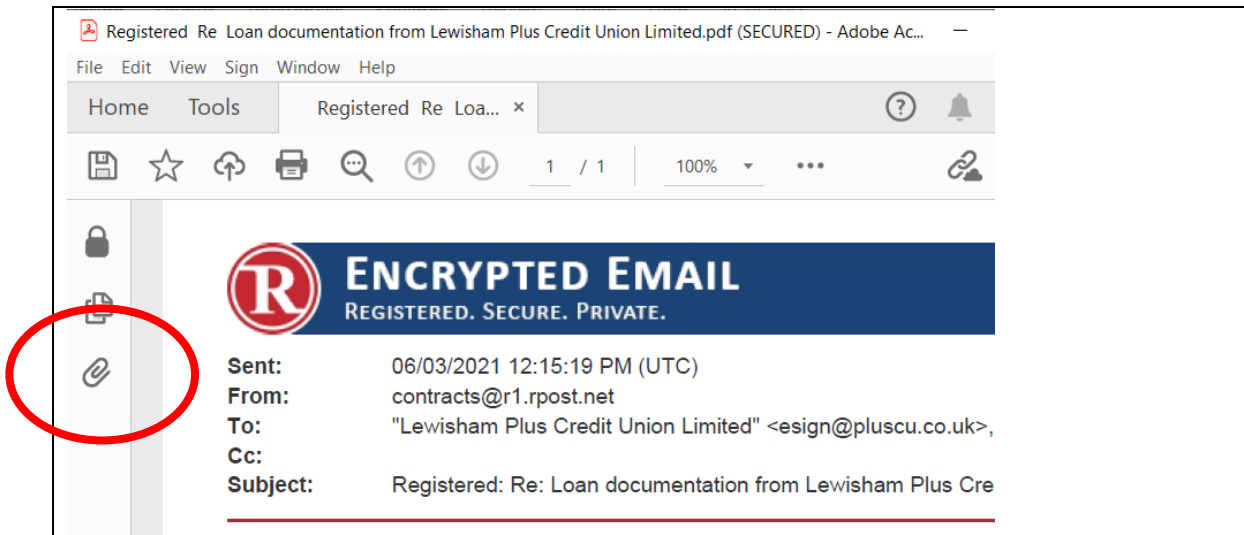 Registered Re Loan documentation from Lewisham Plus Credit Union Limited.pdf (SECURED) - Adobe Ac...
File Edit View Sign Window Help
Home Tools Registered Re Loa... ×
1 / 1 100%
R ENCRYPTED EMAIL
REGISTERED. SECURE. PRIVATE.
Sent: 06/03/2021 12:15:19 PM (UTC)
From: contracts@r1.rpost.net
To: "Lewisham Plus Credit Union Limited" <esign@pluscu.co.uk>,
Cc:
Subject: Registered: Re: Loan documentation from Lewisham Plus Cre